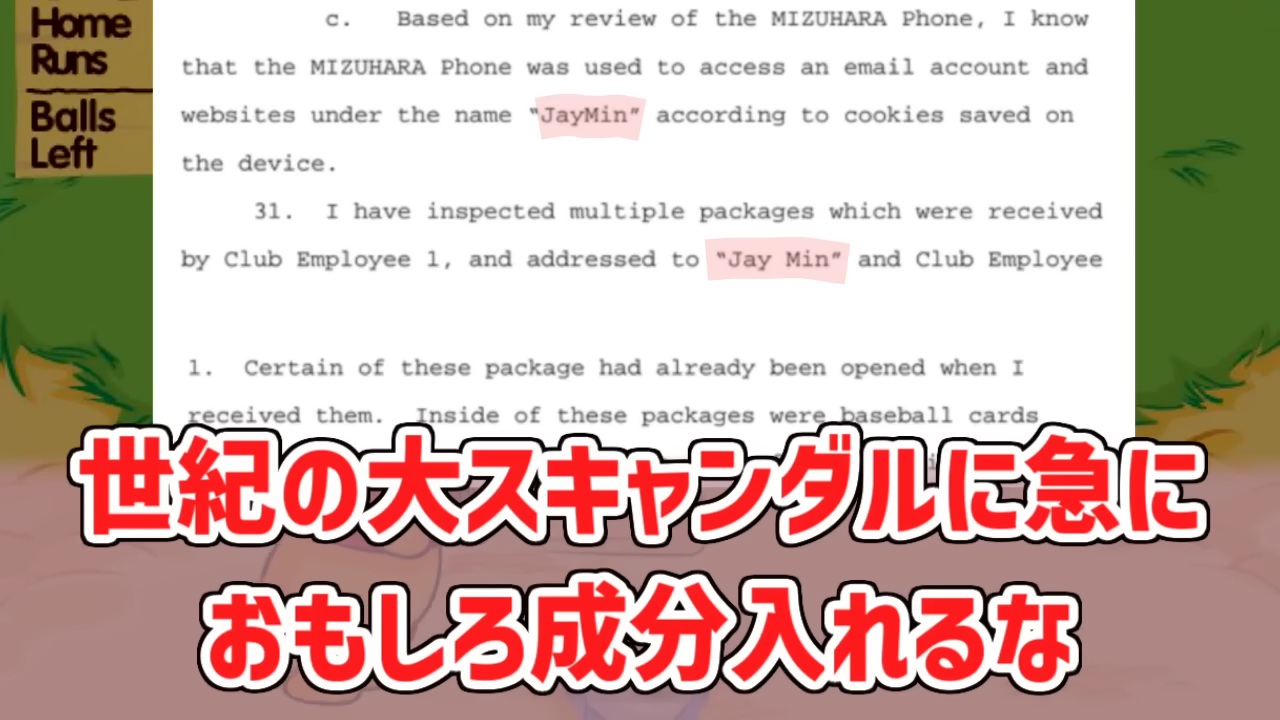 Home
Runs
Balls
Left
c. Based on my review of the MIZUHARA Phone, I know
that the MIZUHARA Phone was used to access an email account and
websites under the name “JayMin” according to cookies saved on
the device.
31. I have inspected multiple packages which were received
by Club Employee 1, and addressed to “Jay Min” and Club Employee
1. Certain of these package had already been opened when I
received them. Inside of these packages were baseball cards
世紀の大スキャンダルに急に
おもしろ成分入れるな